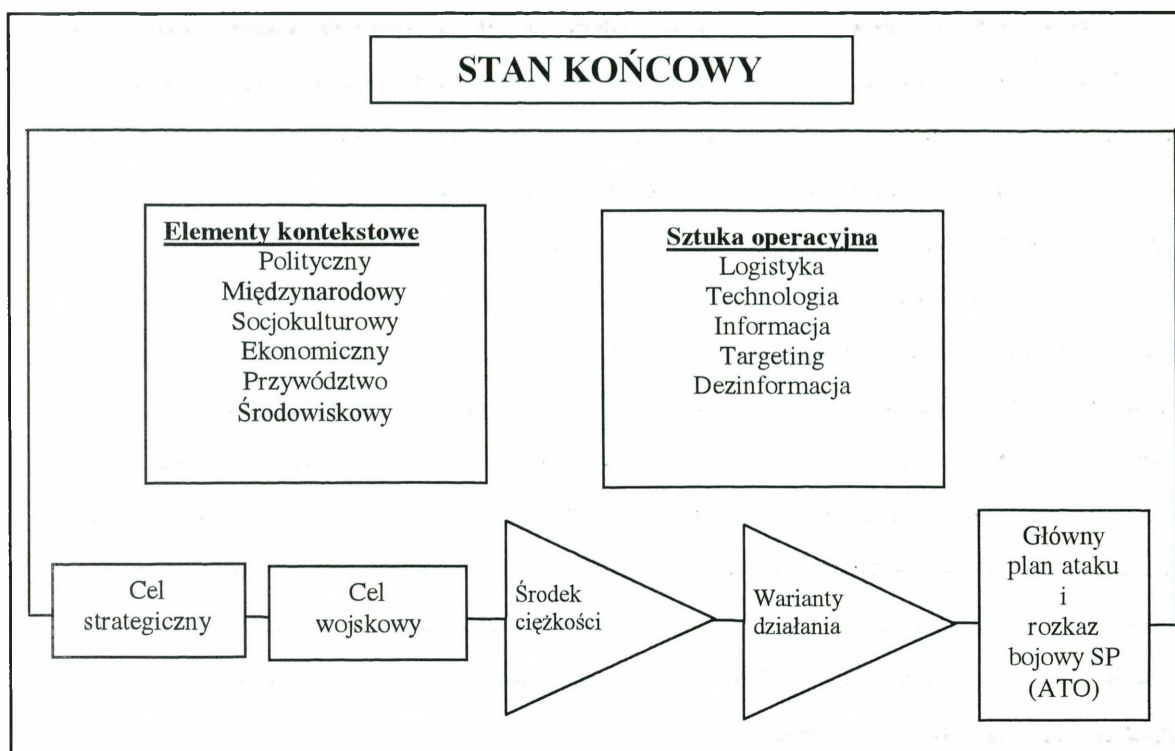 STAN KOŃCOWY
Elementy kontekstowe
Polityczny
Międzynarodowy
Socjokulturowy
Ekonomiczny
Przywództwo
Środowiskowy
Sztuka operacyjna
Logistyka
Technologia
Informacja
Targeting
Dezinformacja
Cel
strategiczny
Cel
wojskowy
Środek
ciężkości
Warianty
działania
Główny
plan ataku
i
rozkaz
bojowy SP
(ATO)